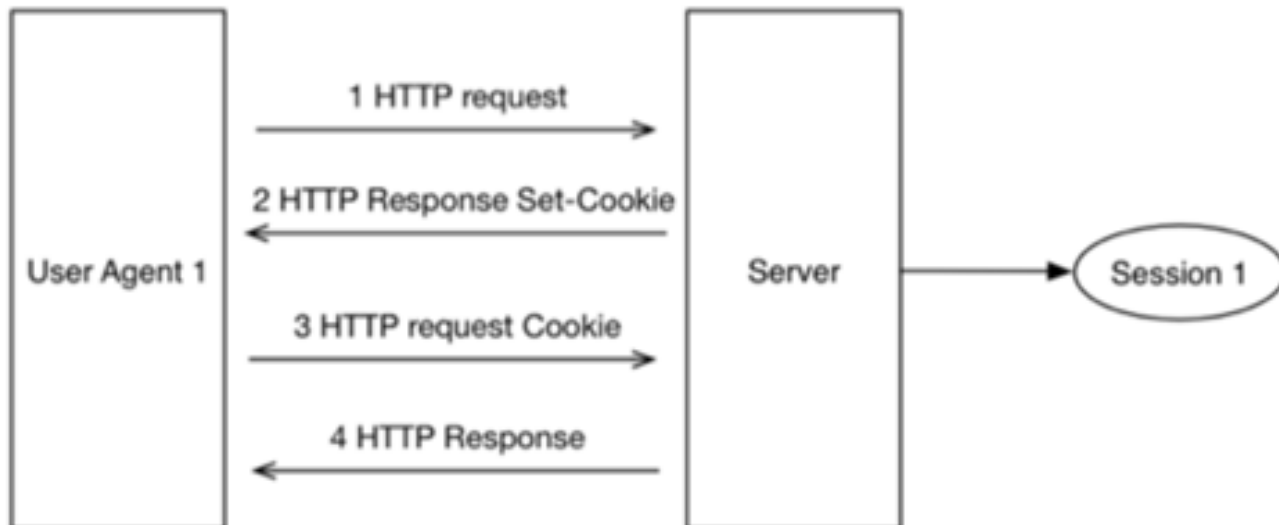 1 HTTP request
2 HTTP Response Set-Cookie
User Agent 1
Server
Session 1
3 HTTP request Cookie
4 HTTP Response